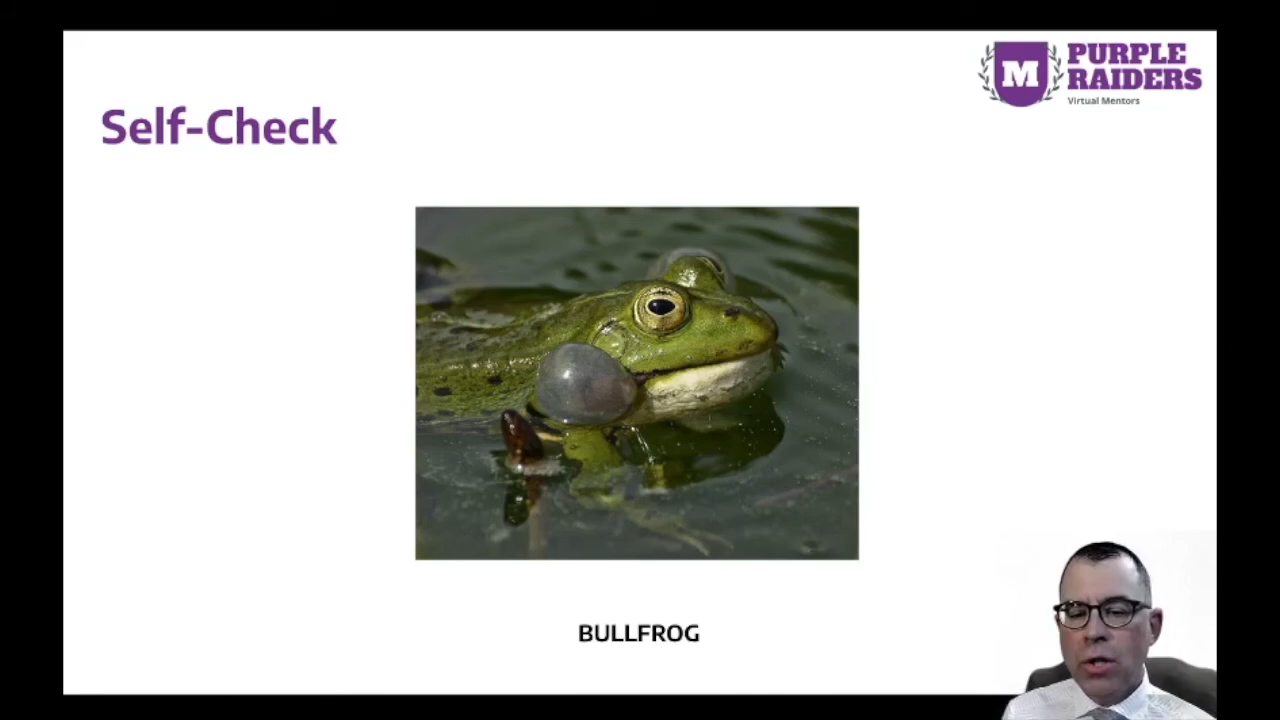 M
PURPLE
RAIDERS
Virtual Mentors
Self-Check
BULLFROG